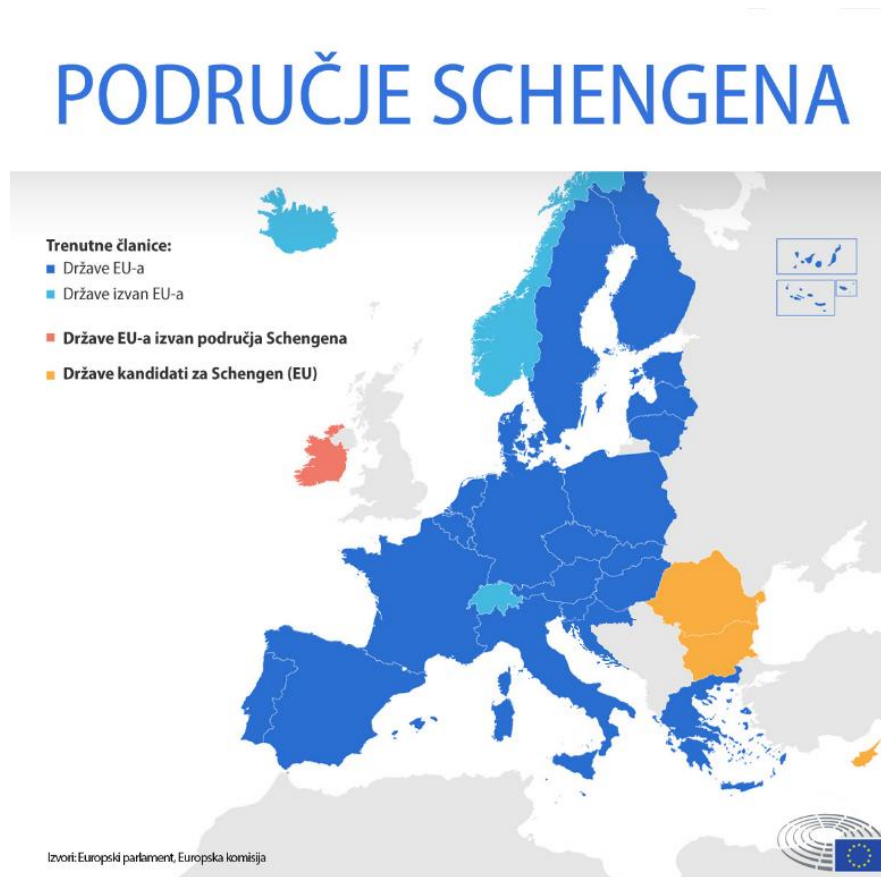 PODRUČJE SCHENGENA
Trenutne članice:
Države EU-a
Države izvan EU-a
Države EU-a izvan područja Schengena
Države kandidati za Schengen (EU)
Izvori: Europski parlament, Europska komisija